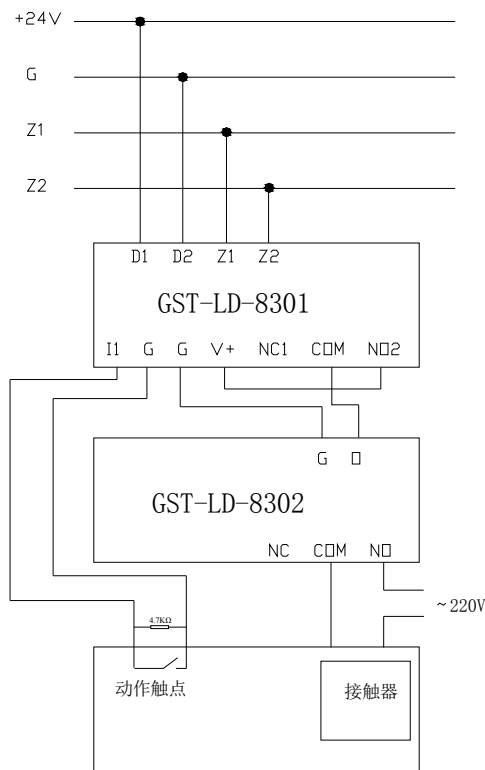 +24V
G
Z1
Z2
D1 D2 Z1 Z2
GST-LD-8301
I1 G G V+ NC1 COM NO2
G O
GST-LD-8302
NC COM NO
~220V
4.7KΩ
动作触点
接触器